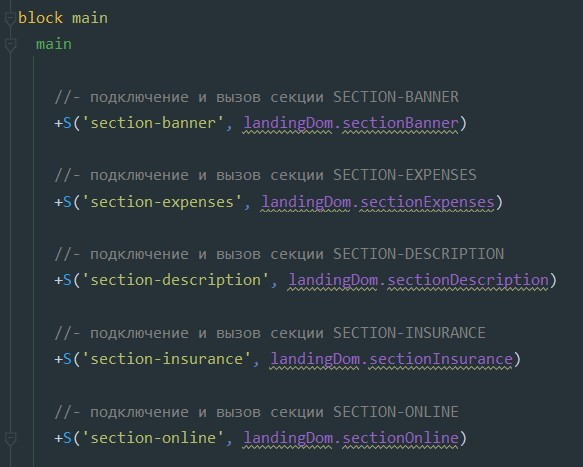 block main
main
//- подключение и вызов секции SECTION-BANNER
+S('section-banner', landingDom.sectionBanner)
//- подключение и вызов секции SECTION-EXPENSES
+S('section-expenses', landingDom.sectionExpenses)
//- подключение и вызов секции SECTION-DESCRIPTION
+S('section-description', landingDom.sectionDescription)
//- подключение и вызов секции SECTION-INSURANCE
+S('section-insurance', landingDom.sectionInsurance)
//- подключение и вызов секции SECTION-ONLINE
+S('section-online', landingDom.sectionOnline)